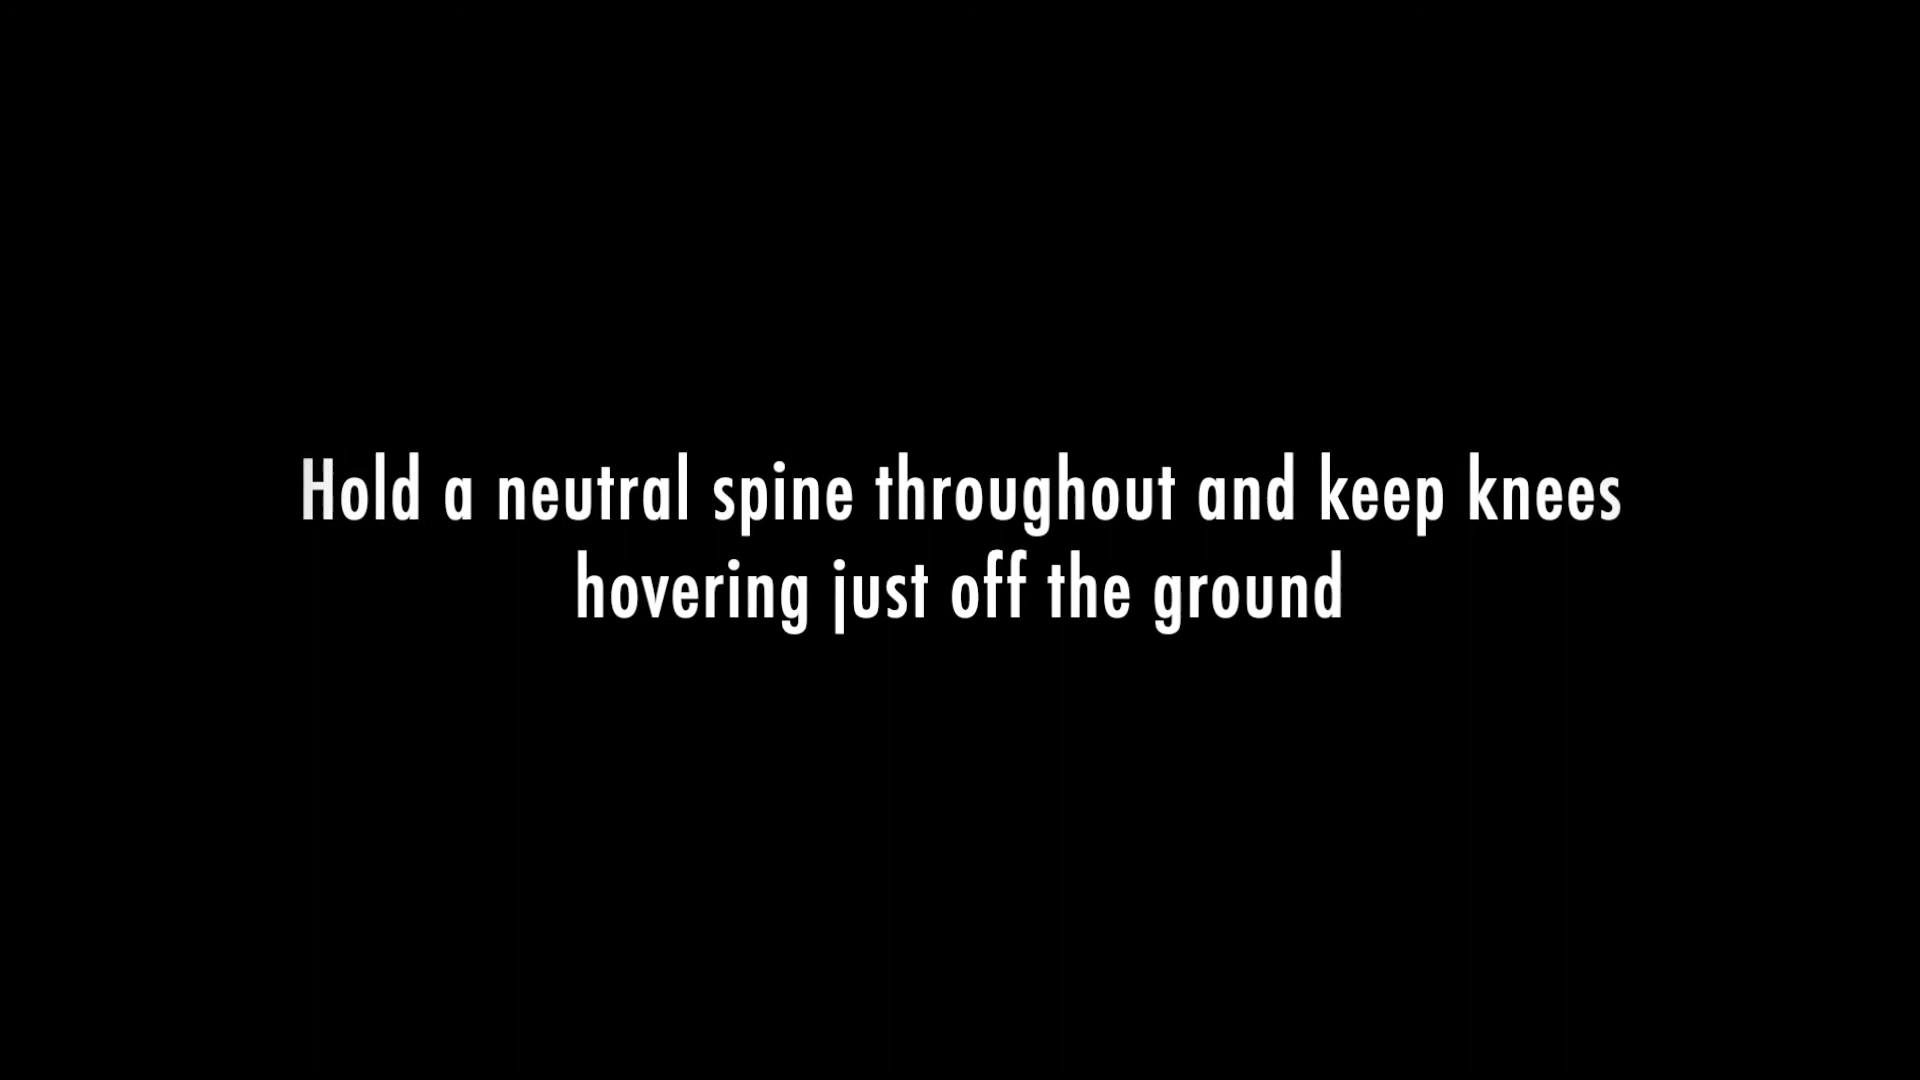 Hold a neutral spine throughout and keep knees
hovering just off the ground